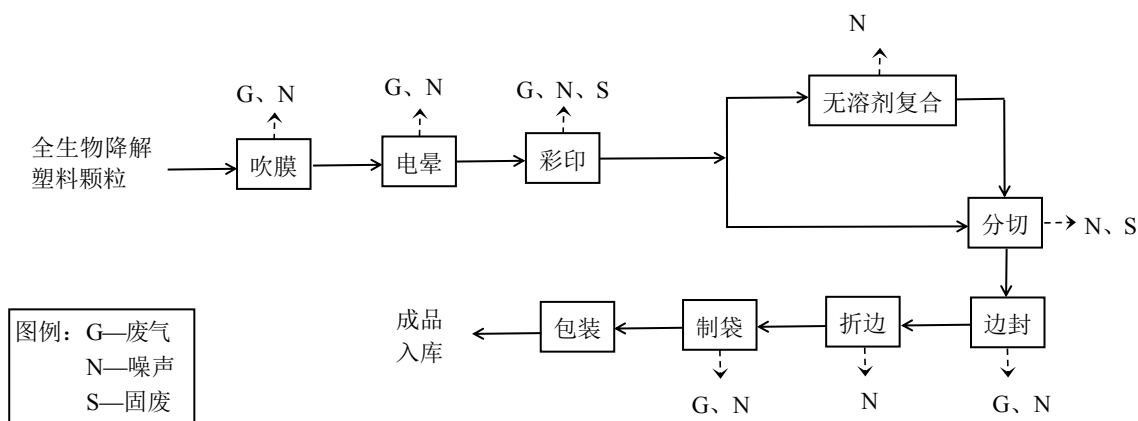 N
G、N
G、N
G、N、S
无溶剂复合
全生物降解
塑料颗粒
吹膜
电晕
彩印
分切
N、S
图例：G—废气
N—噪声
S—固废
成品
入库
包装
制袋
折边
边封
G、N
N
G、N